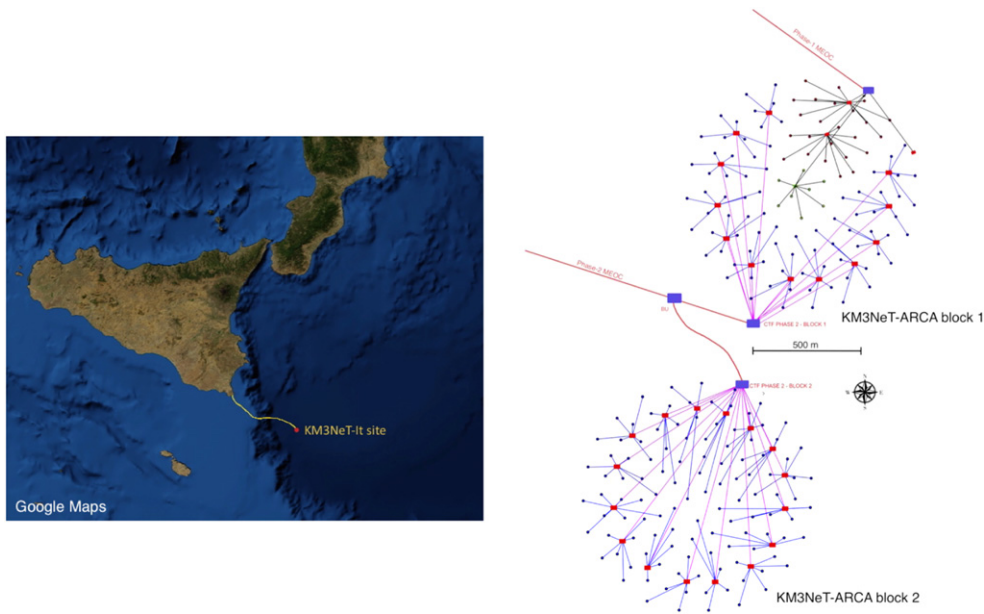 Phase-1 MEOC
Phase-2 MEOC
BU
CTF PHASE 2 - BLOCK 1
KM3NeT-ARCA block 1
500 m
CTF PHASE 2 - BLOCK 2
KM3NeT-It site
Google Maps
KM3NeT-ARCA block 2